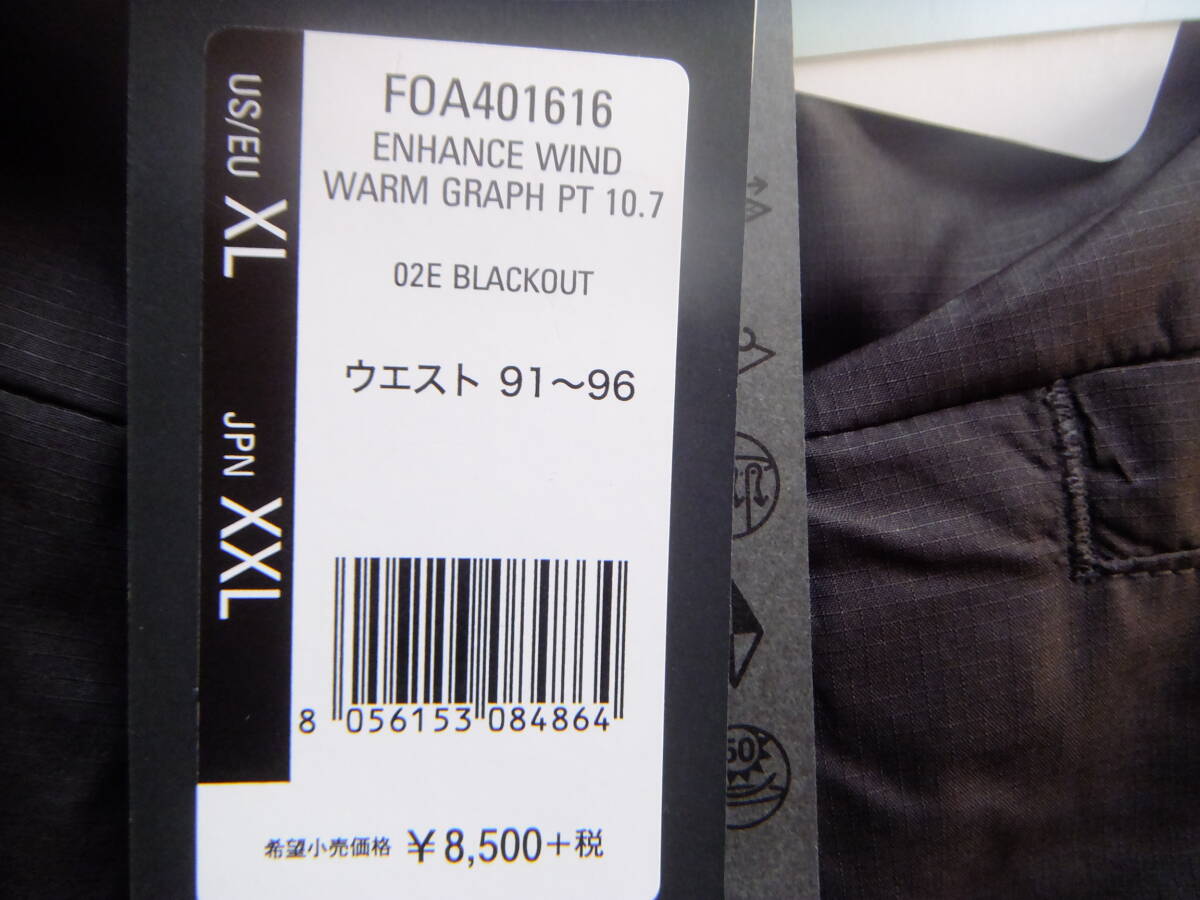 FOA401616
ENHANCE WIND
WARM GRAPH PT 10.7
02E BLACKOUT
ウエスト 91〜96
US/EU XL
JPN XXL
8 056153 084864
希望小売価格 ¥8,500+税
50